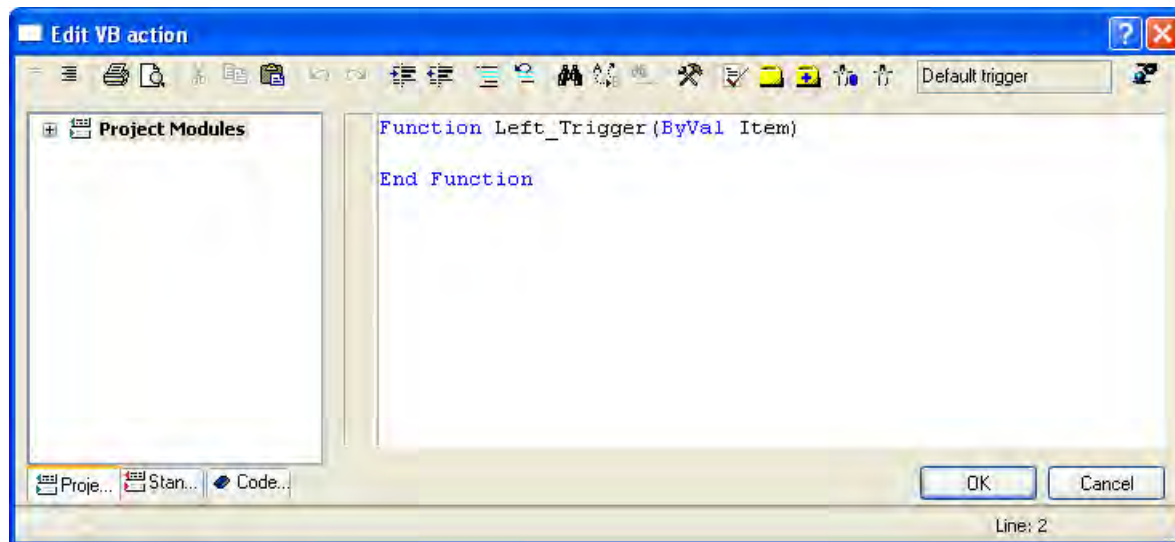 Edit VB action
Default trigger
Project Modules
Function Left_Trigger(ByVal Item)
End Function
Proje... Stan... Code...
OK Cancel
Line: 2